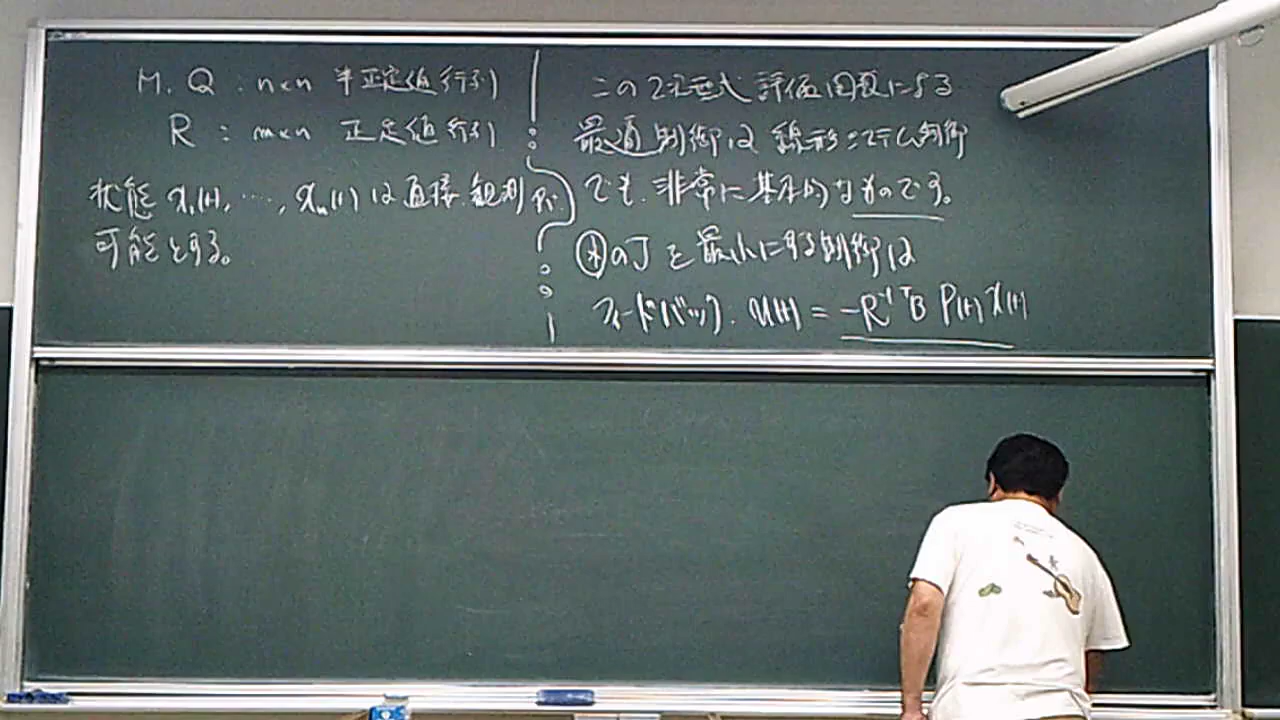 M, Q : n×n 半正定値行列
R : m×n 正定値行列
状態 x₁(t), …, xₙ(t) は直接観測
可能とする。
この2次形式評価関数による
最適制御は線形システム制御
でも、非常に基本的なものです。
のJを最小にする制御は
フィードバック. u(t) = -R⁻¹ ᵀB P(t) x(t)